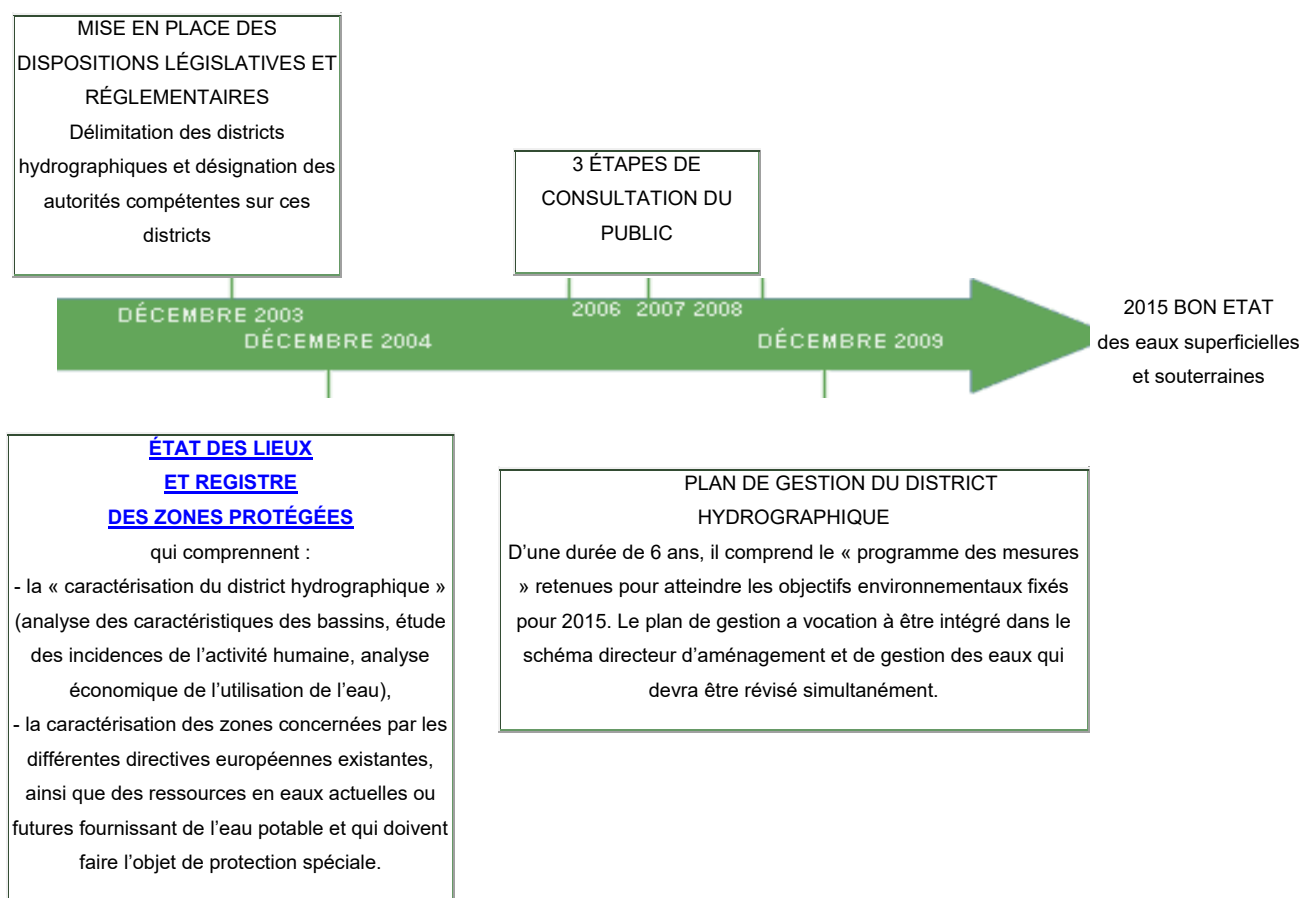 MISE EN PLACE DES
DISPOSITIONS LÉGISLATIVES ET
RÉGLEMENTAIRES
Délimitation des districts
hydrographiques et désignation des
autorités compétentes sur ces
districts
3 ÉTAPES DE
CONSULTATION DU
PUBLIC
DÉCEMBRE 2003
2006 2007 2008
DÉCEMBRE 2004
DÉCEMBRE 2009
2015 BON ETAT
des eaux superficielles
et souterraines
ÉTAT DES LIEUX
ET REGISTRE
DES ZONES PROTÉGÉES
qui comprennent :
- la « caractérisation du district hydrographique »
(analyse des caractéristiques des bassins, étude
des incidences de l’activité humaine, analyse
économique de l’utilisation de l’eau),
- la caractérisation des zones concernées par les
différentes directives européennes existantes,
ainsi que des ressources en eaux actuelles ou
futures fournissant de l’eau potable et qui doivent
faire l’objet de protection spéciale.
PLAN DE GESTION DU DISTRICT
HYDROGRAPHIQUE
D’une durée de 6 ans, il comprend le « programme des mesures
» retenues pour atteindre les objectifs environnementaux fixés
pour 2015. Le plan de gestion a vocation à être intégré dans le
schéma directeur d’aménagement et de gestion des eaux qui
devra être révisé simultanément.